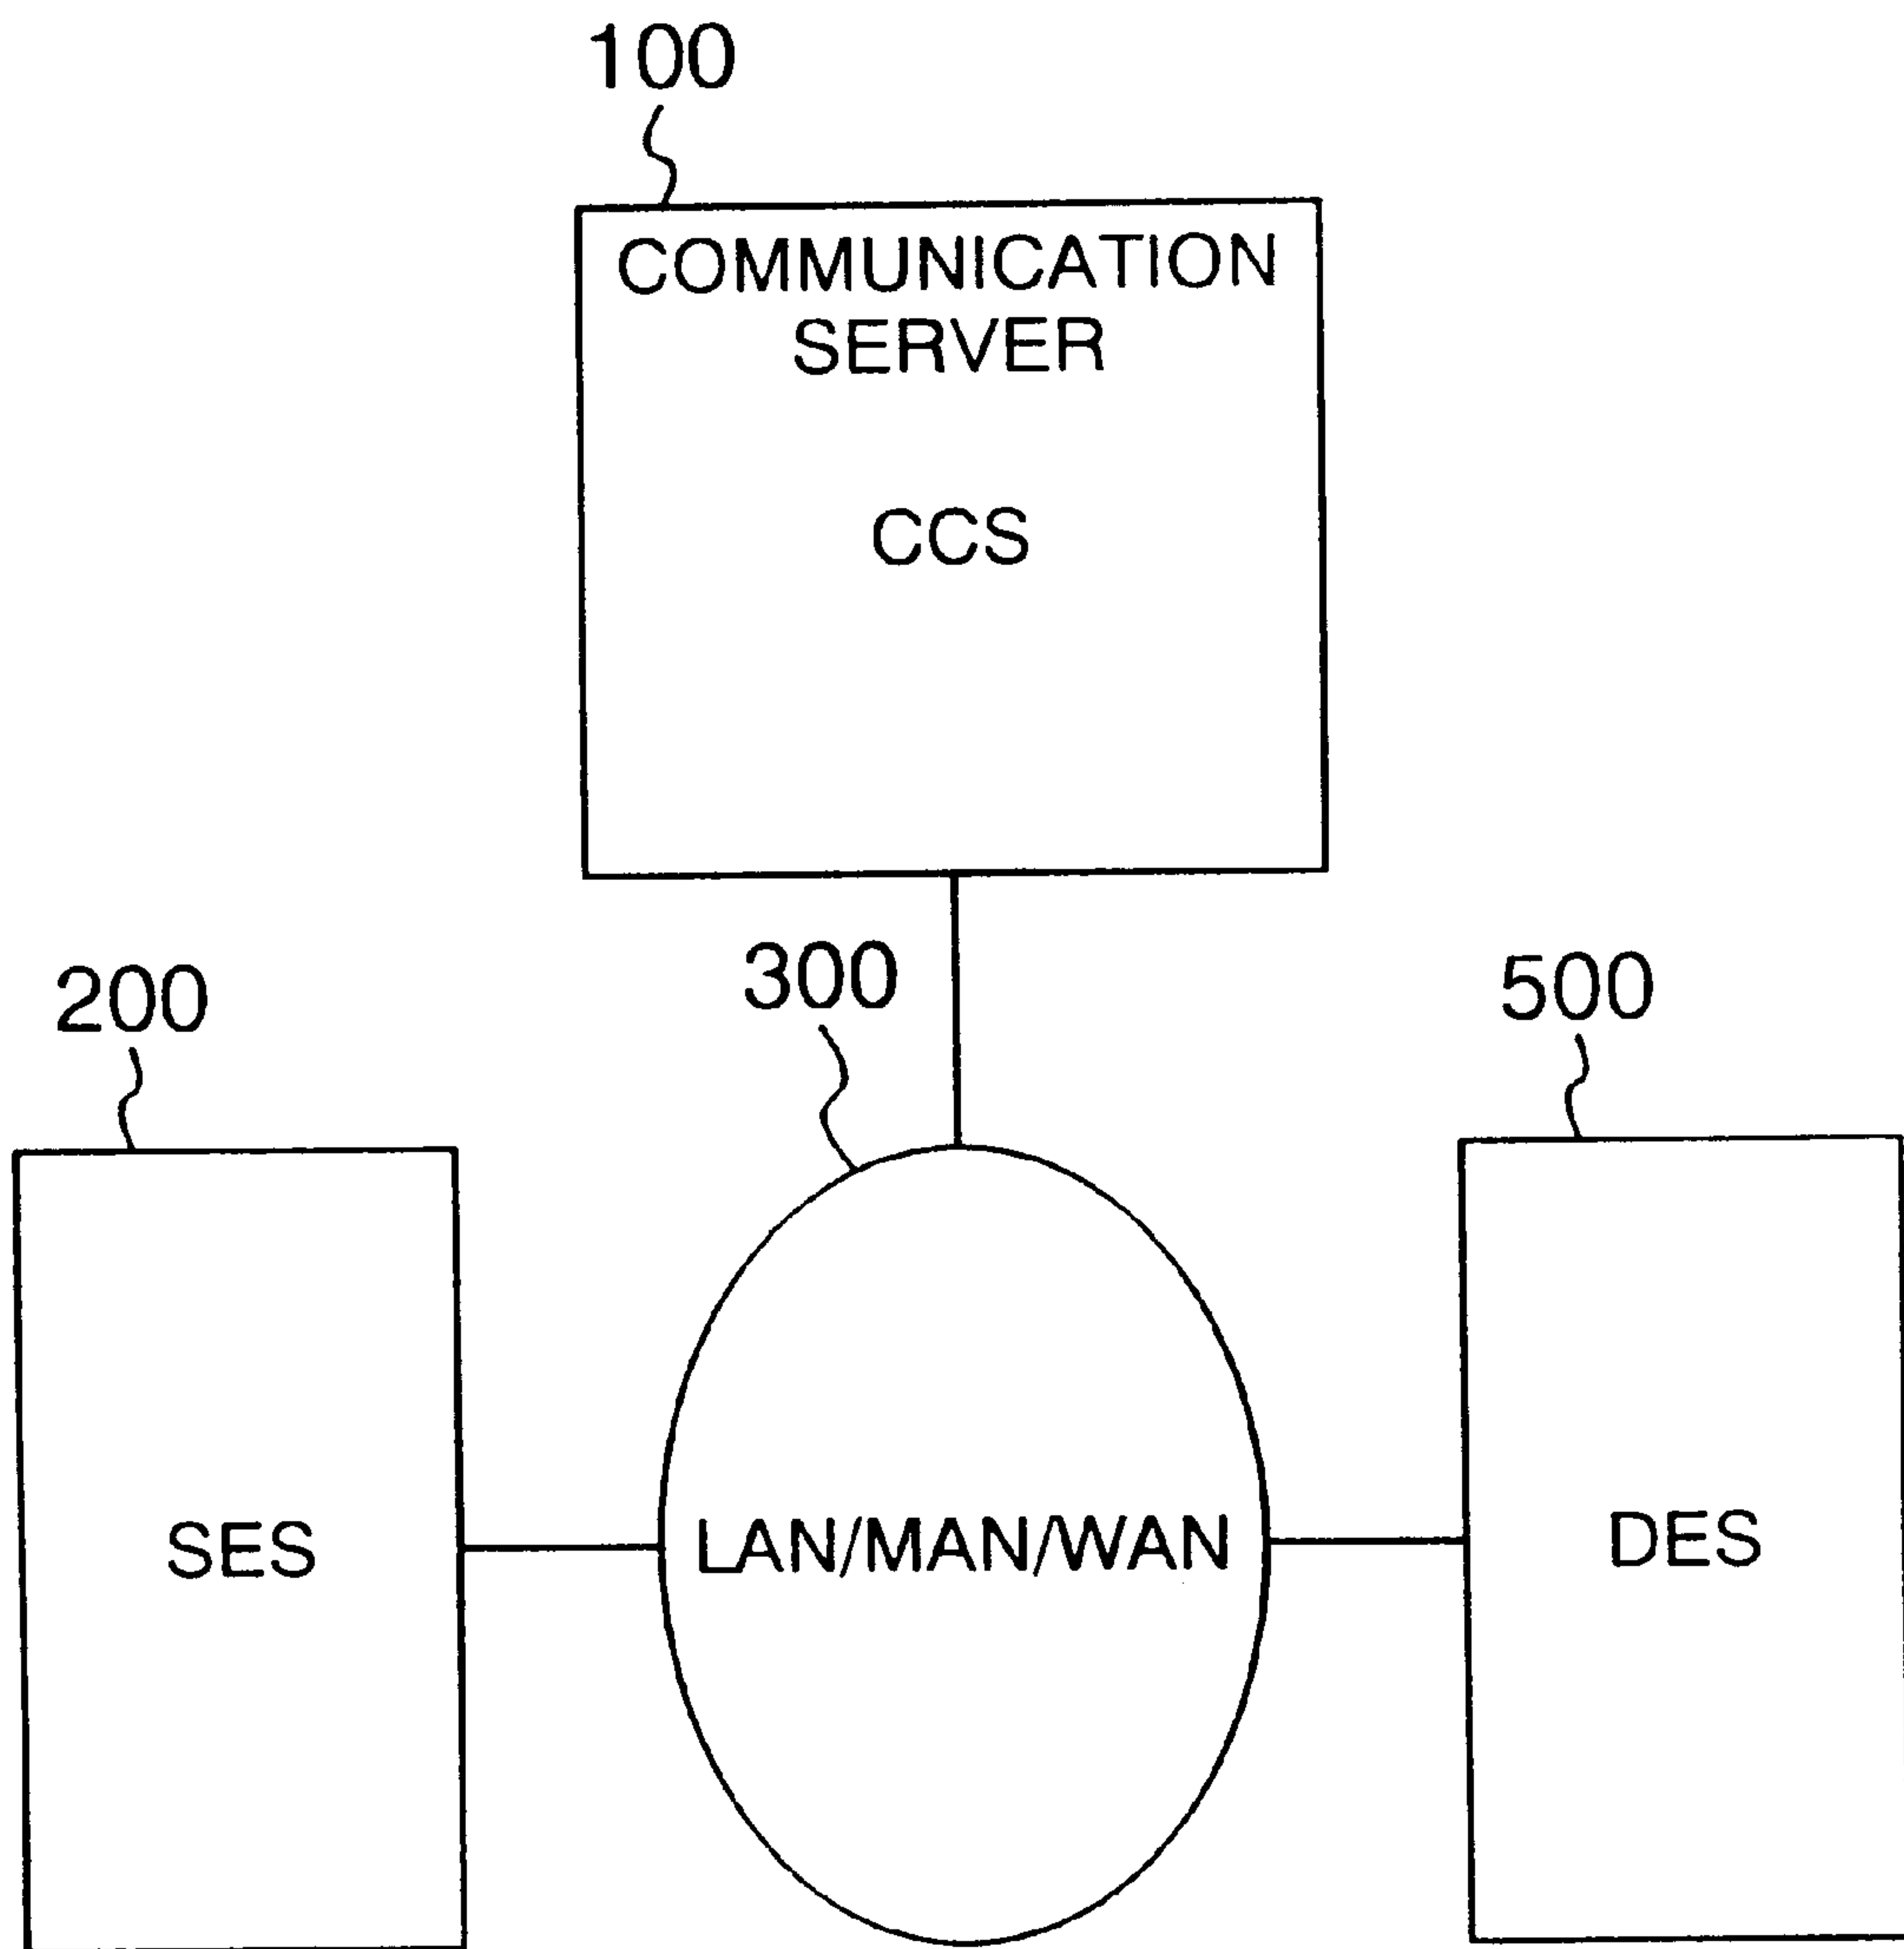 100
COMMUNICATION
SERVER
CCS
200
300
500
SES
LAN/MAN/WAN
DES